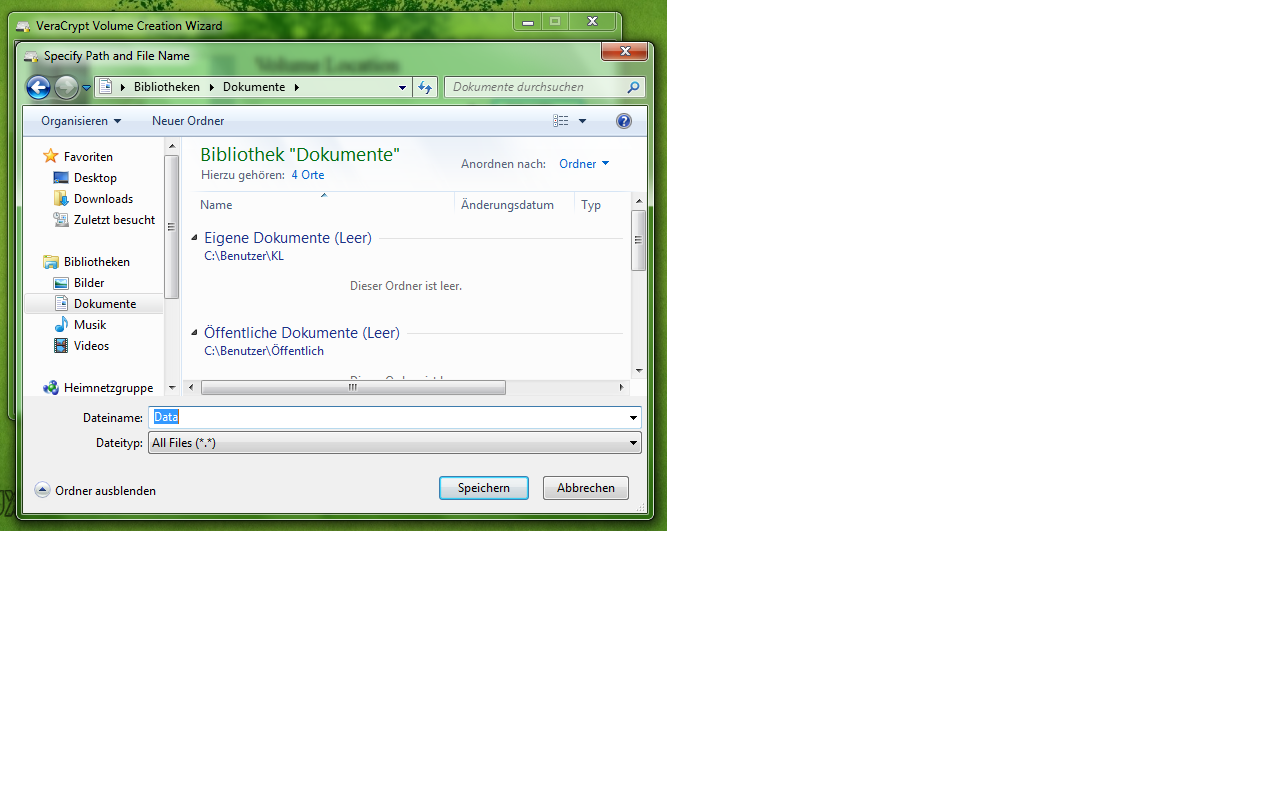 VeraCrypt Volume Creation Wizard
Specify Path and File Name
Volume Location
Bibliotheken Dokumente
Dokumente durchsuchen
Organisieren Neuer Ordner
Favoriten
Desktop
Downloads
Zuletzt besucht
Bibliotheken
Bilder
Dokumente
Musik
Videos
Heimnetzgruppe
Bibliothek "Dokumente"
Hierzu gehören: 4 Orte
Anordnen nach: Ordner
Name Änderungsdatum Typ
Eigene Dokumente (Leer)
C:\Benutzer\KL
Dieser Ordner ist leer.
Öffentliche Dokumente (Leer)
C:\Benutzer\Öffentlich
Dateiname: Data
Dateityp: All Files (*.*)
Ordner ausblenden
Speichern
Abbrechen